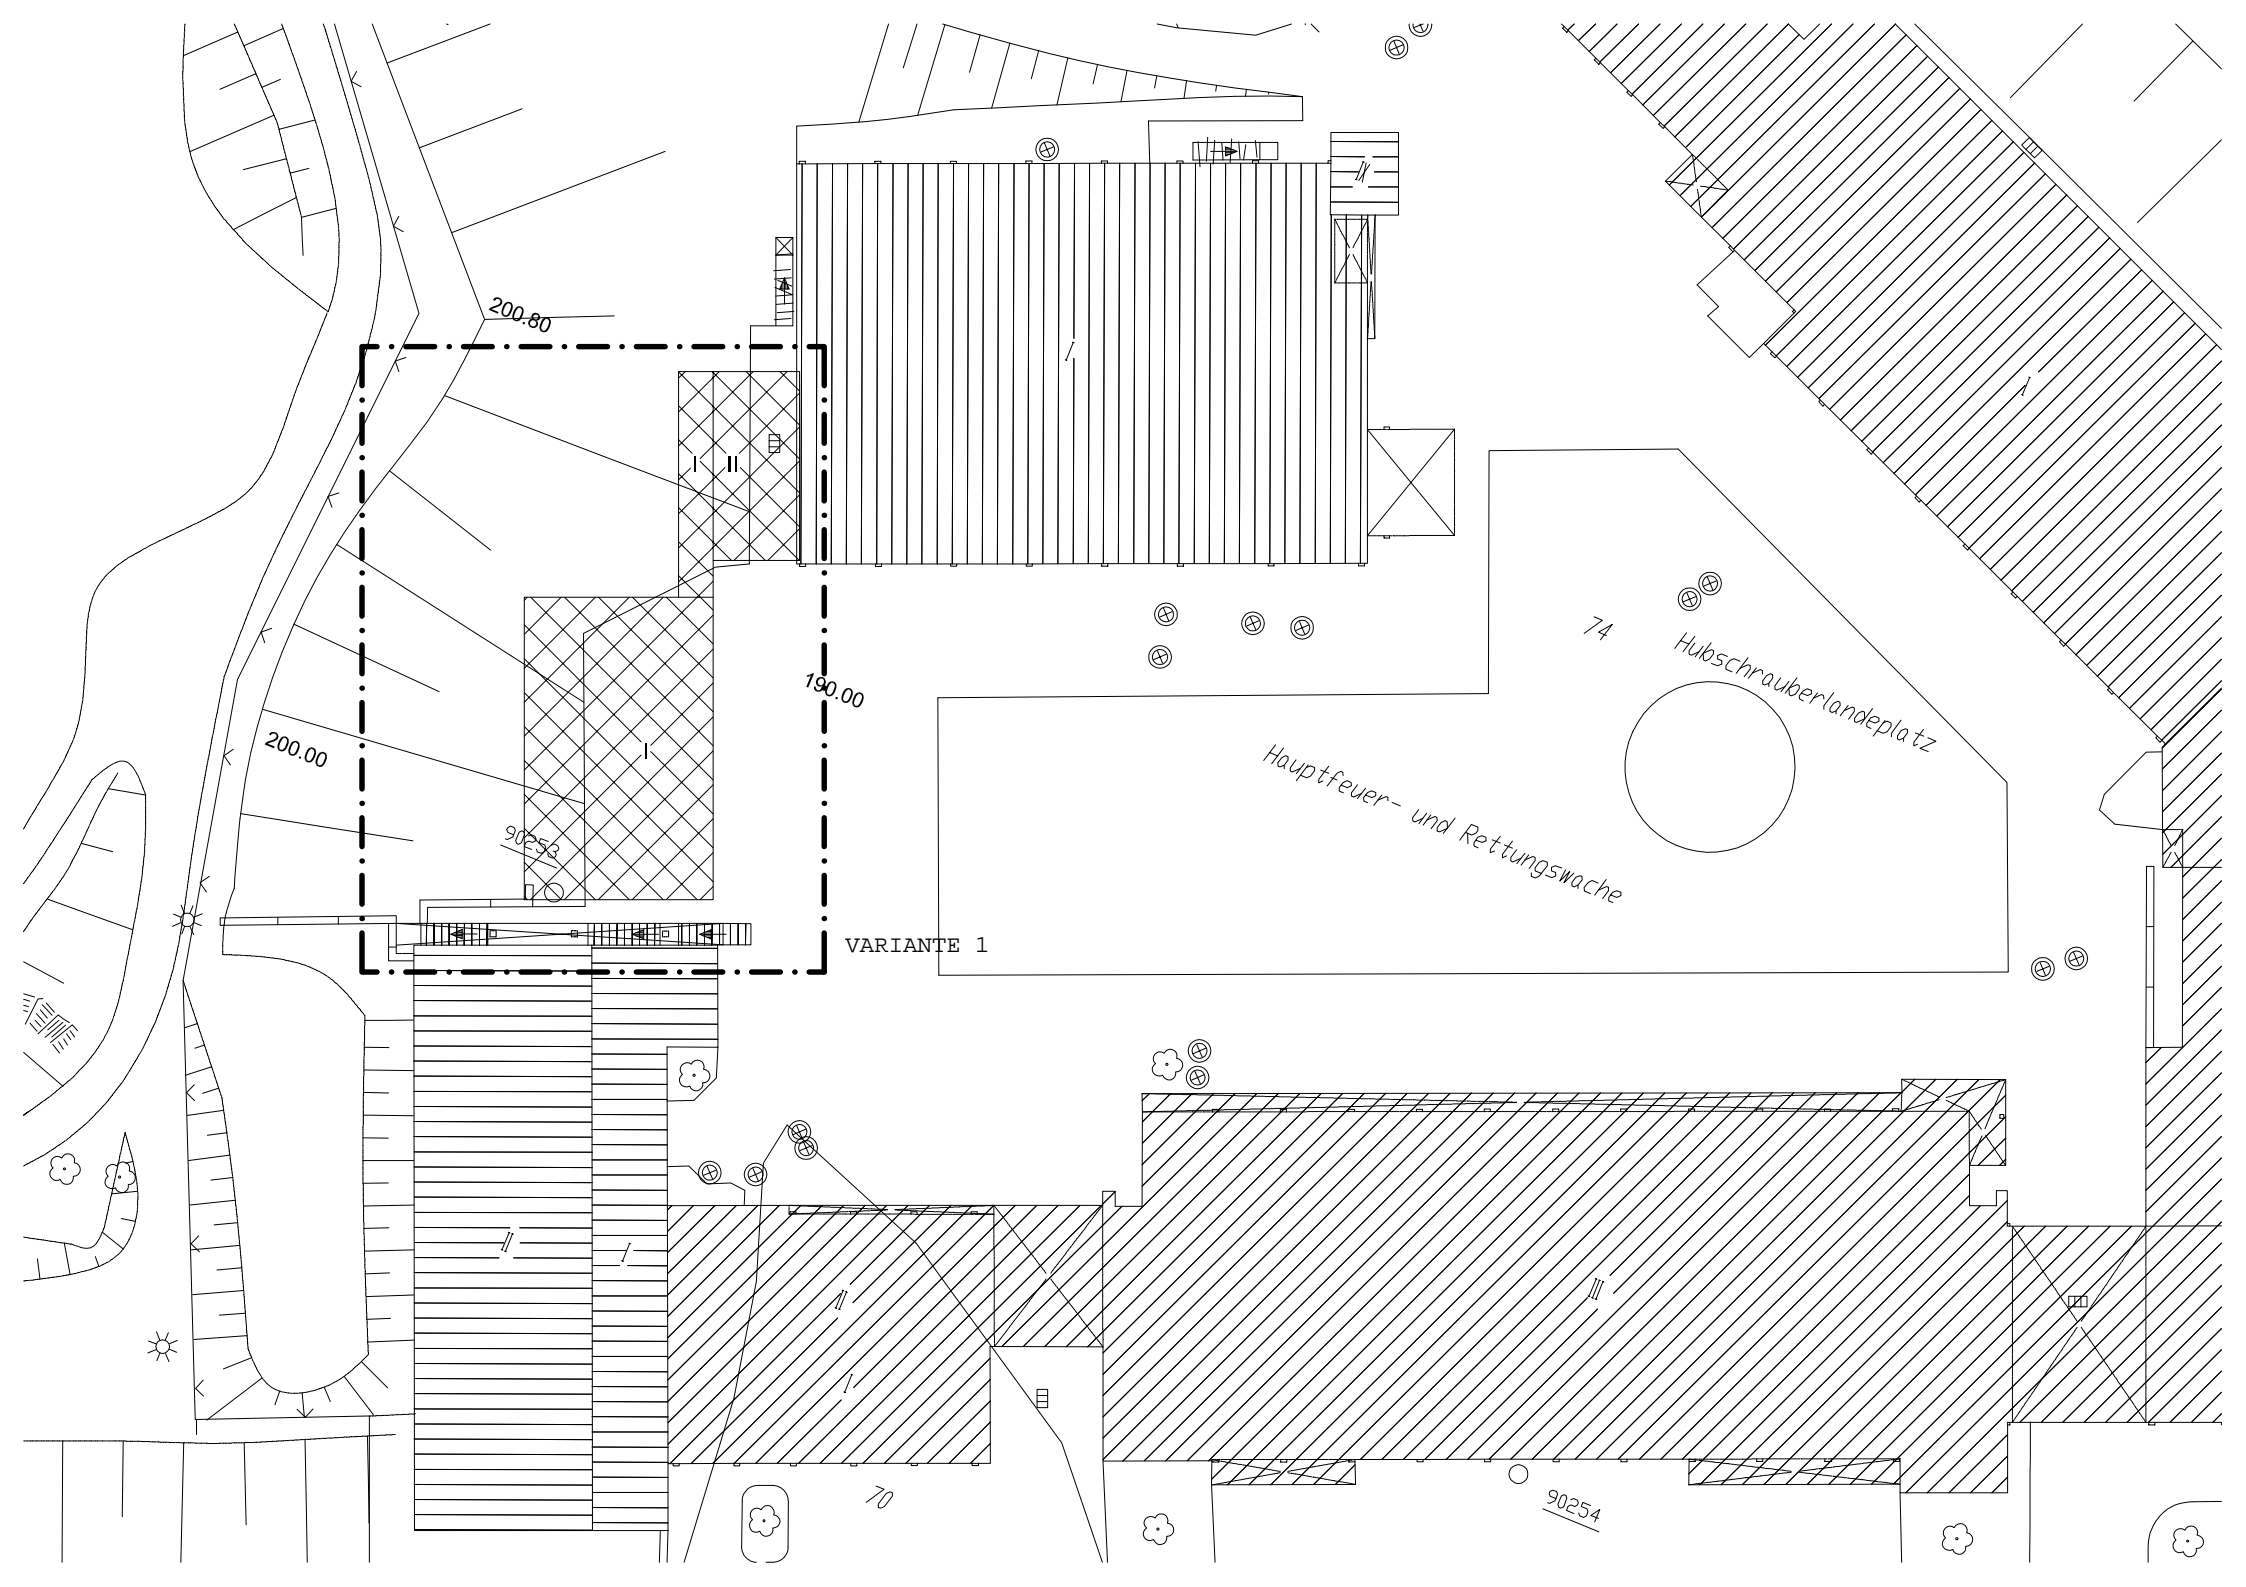 II
I
I
200.80
I
I II
74
Hubschrauberlandeplatz
190.00
200.00
I
Hauptfeuer- und Rettungswache
90253
VARIANTE 1
II
I
II
III
I
70
90254